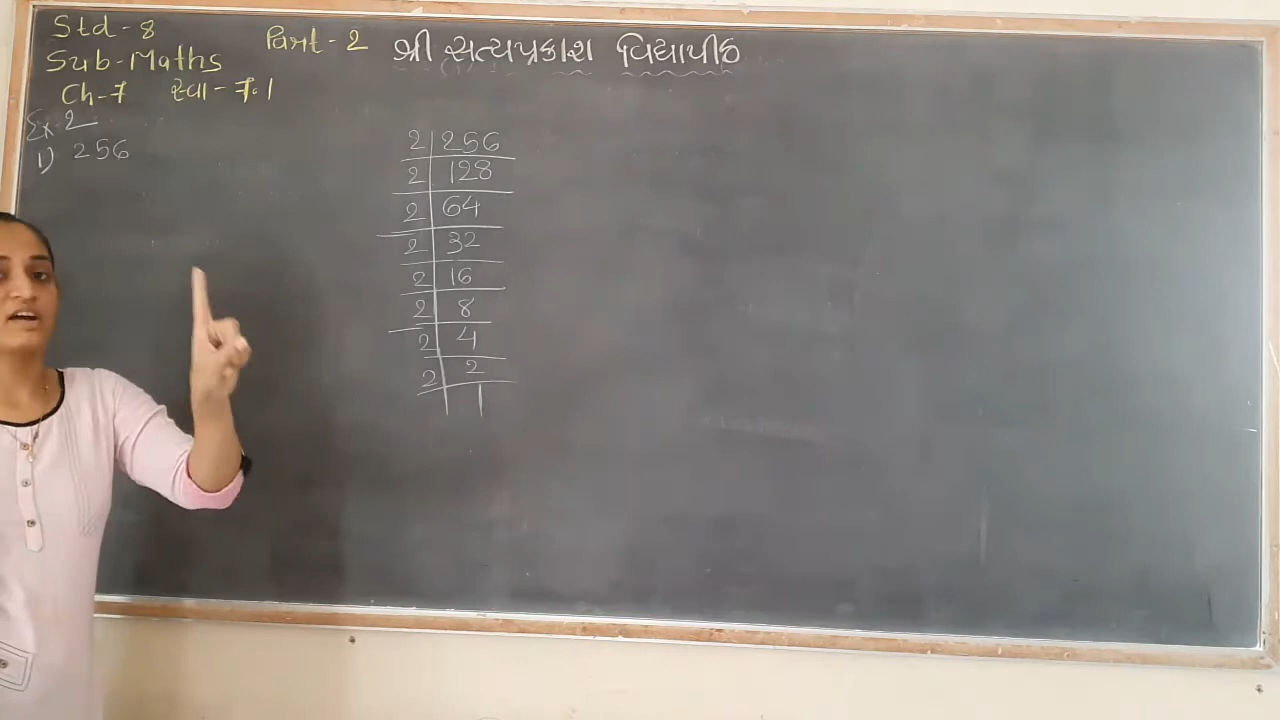 Std - 8
Sub - Maths
Ch - 7 સ્વા - 7.1
વિભાગ - 2
શ્રી સત્યપ્રકાશ વિદ્યાપીઠ
Ex - 2
1) 256
2 | 256
2 | 128
2 | 64
2 | 32
2 | 16
2 | 8
2 | 4
2 | 2
| 1